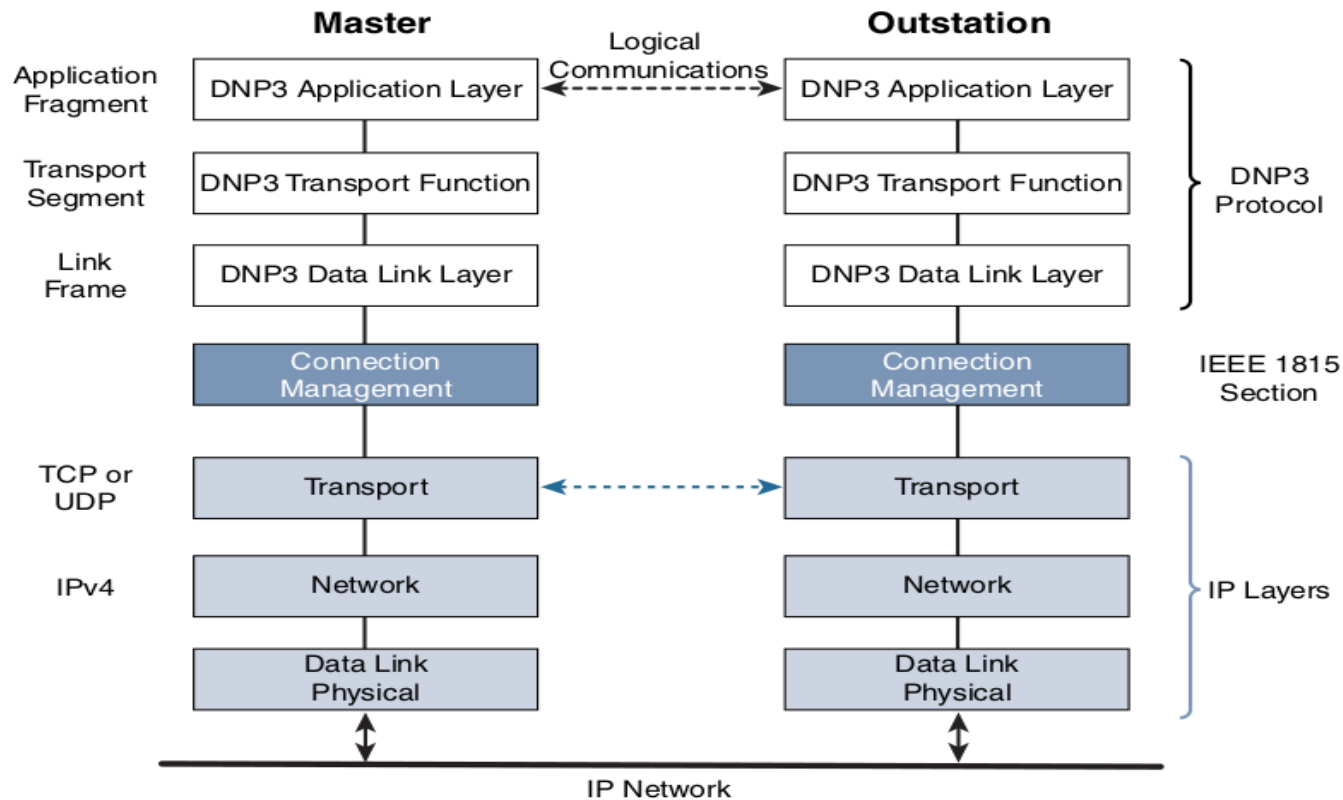 Master
Outstation
Logical
Communications
Application
Fragment
DNP3 Application Layer
DNP3 Application Layer
Transport
Segment
DNP3 Transport Function
DNP3 Transport Function
DNP3
Protocol
Link
Frame
DNP3 Data Link Layer
DNP3 Data Link Layer
Connection
Management
Connection
Management
IEEE 1815
Section
TCP or
UDP
Transport
Transport
IPv4
Network
Network
IP Layers
Data Link
Physical
Data Link
Physical
IP Network